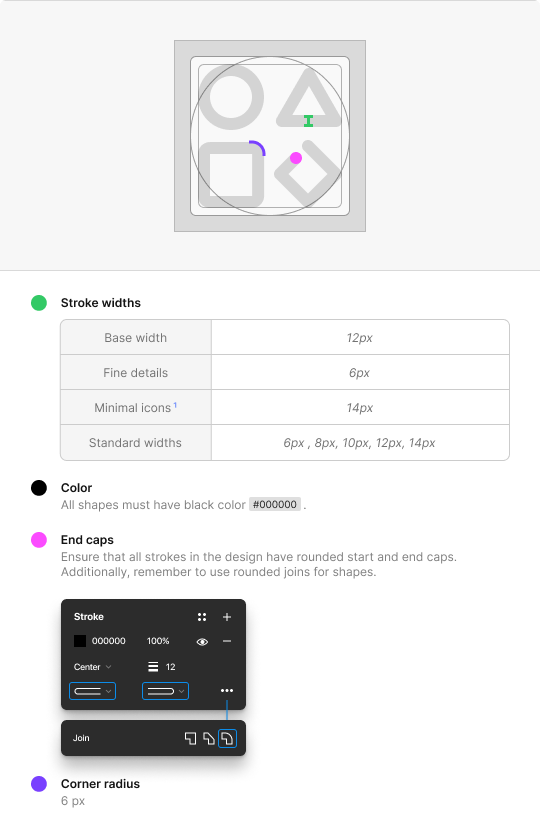 Stroke widths
Base width 12px
Fine details 6px
Minimal icons ¹ 14px
Standard widths 6px , 8px, 10px, 12px, 14px
Color
All shapes must have black color #000000 .
End caps
Ensure that all strokes in the design have rounded start and end caps.
Additionally, remember to use rounded joins for shapes.
Stroke
000000 100%
Center 12
Join
Corner radius
6 px